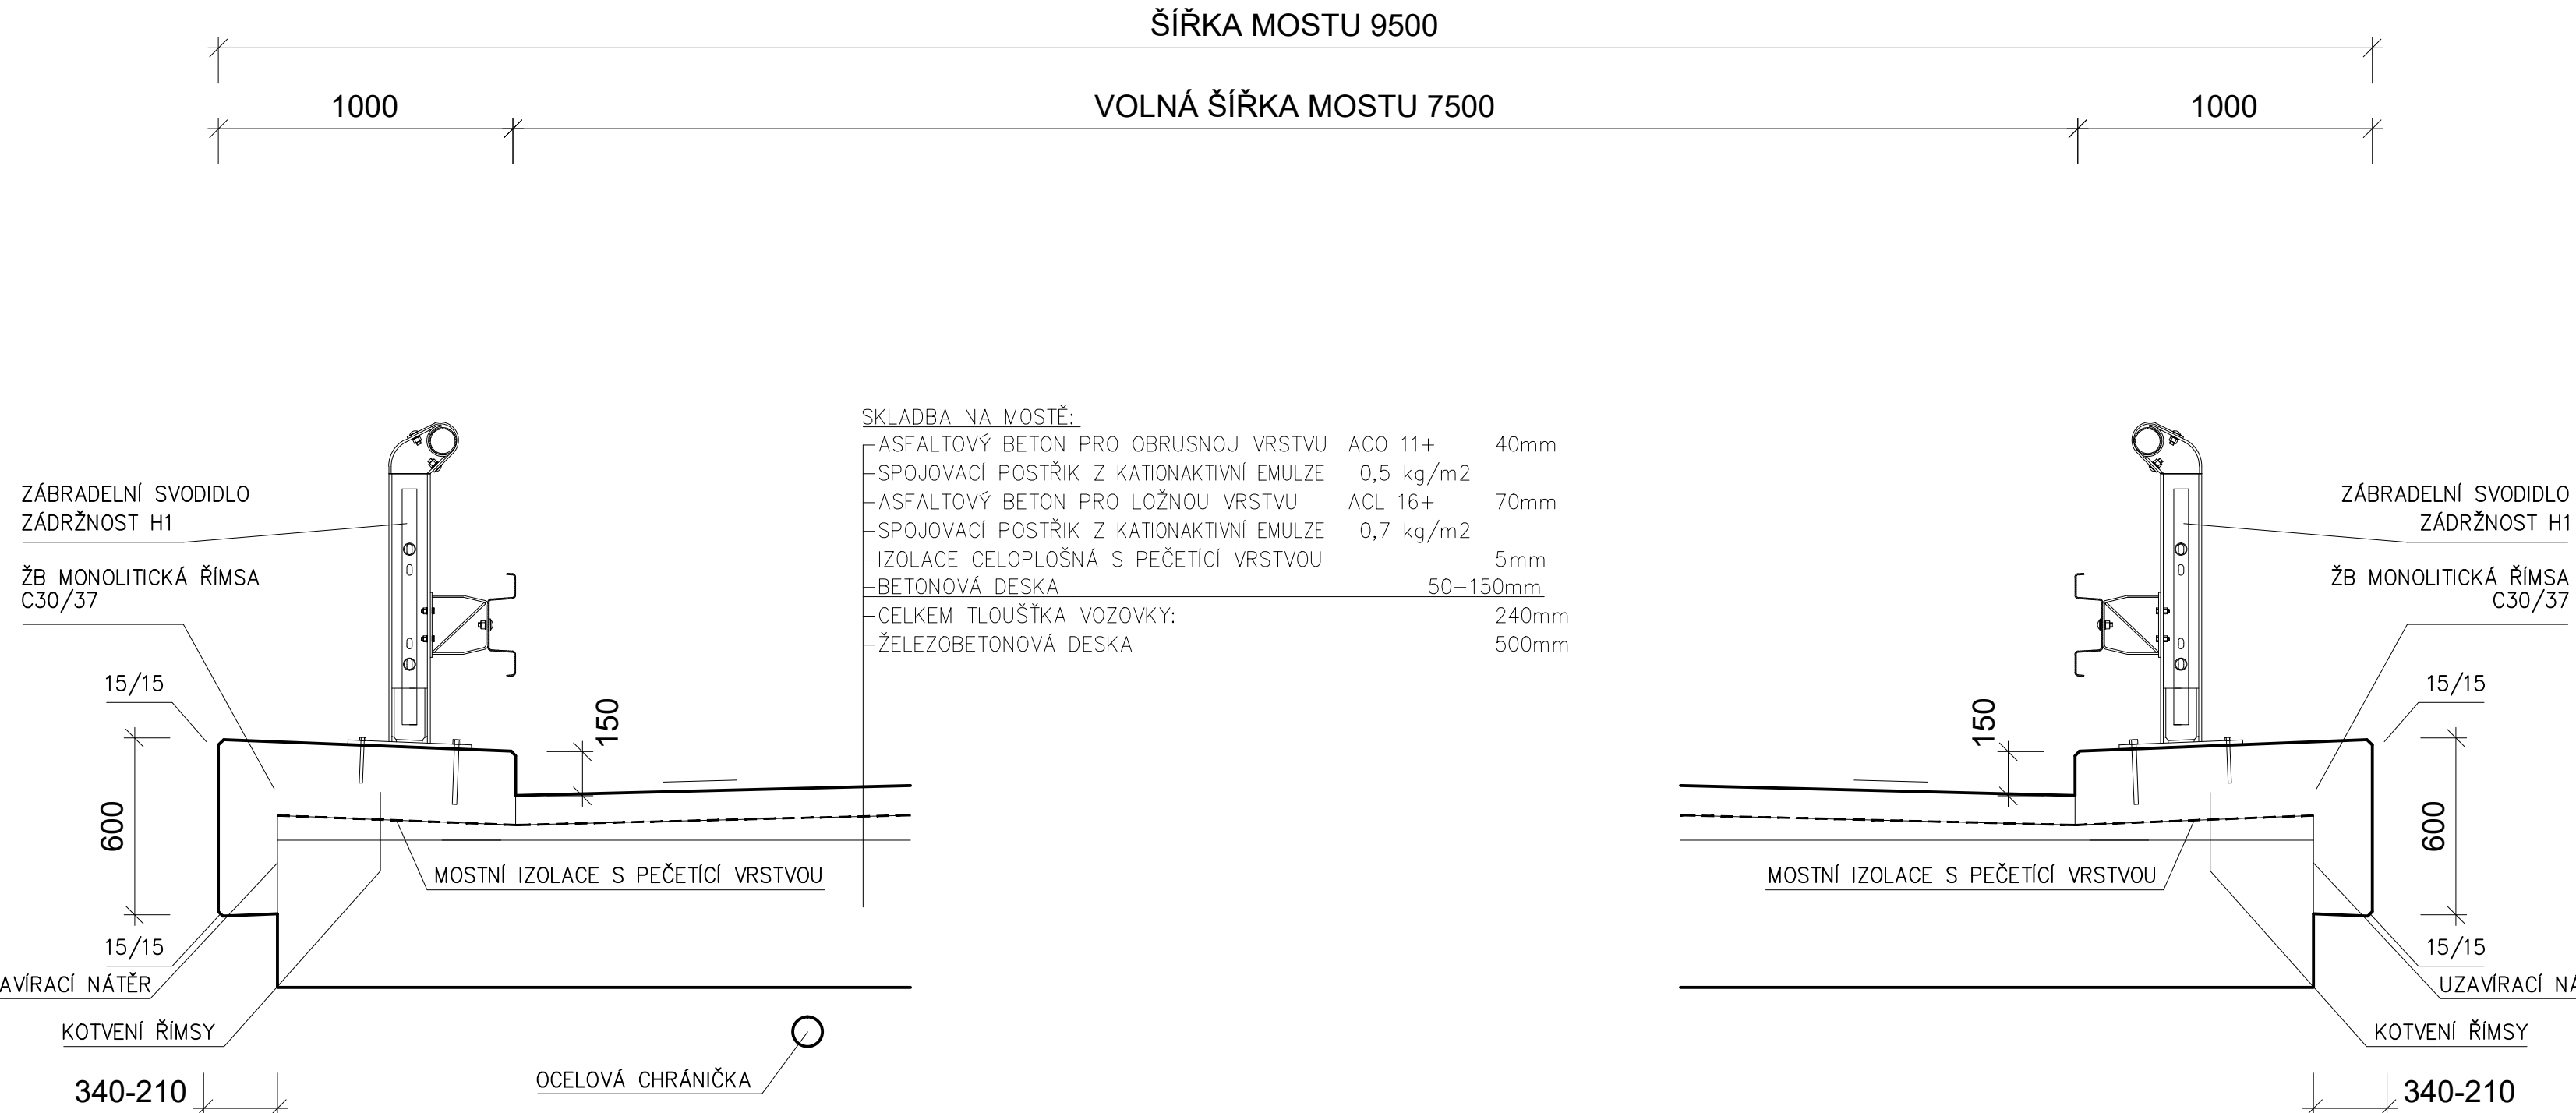 ŠÍŘKA MOSTU 9500
1000
VOLNÁ ŠÍŘKA MOSTU 7500
1000
SKLADBA NA MOSTĚ:
ASFALTOVÝ BETON PRO OBRUSNOU VRSTVU ACO 11+ 40mm
SPOJOVACÍ POSTŘIK Z KATIONAKTIVNÍ EMULZE 0,5 kg/m2
ASFALTOVÝ BETON PRO LOŽNOU VRSTVU ACL 16+ 70mm
SPOJOVACÍ POSTŘIK Z KATIONAKTIVNÍ EMULZE 0,7 kg/m2
IZOLACE CELOPLOŠNÁ S PEČETÍCÍ VRSTVOU 5mm
BETONOVÁ DESKA 50-150mm
CELKEM TLOUŠŤKA VOZOVKY: 240mm
ŽELEZOBETONOVÁ DESKA 500mm
ZÁBRADELNÍ SVODIDLO
ZÁDRŽNOST H1
ŽB MONOLITICKÁ ŘÍMSA
C30/37
15/15
150
600
MOSTNÍ IZOLACE S PEČETÍCÍ VRSTVOU
15/15
AVÍRACÍ NÁTĚR
KOTVENÍ ŘÍMSY
OCELOVÁ CHRÁNIČKA
340-210
ZÁBRADELNÍ SVODIDLO
ZÁDRŽNOST H1
ŽB MONOLITICKÁ ŘÍMSA
C30/37
15/15
150
600
MOSTNÍ IZOLACE S PEČETÍCÍ VRSTVOU
15/15
UZAVÍRACÍ NÁ
KOTVENÍ ŘÍMSY
340-210